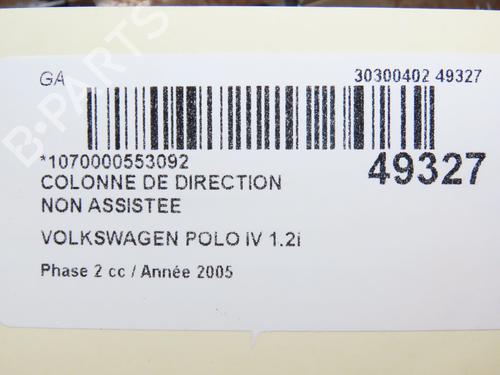 GA
30300402 49327
*1070000553092
49327
COLONNE DE DIRECTION
NON ASSISTEE
VOLKSWAGEN POLO IV 1.2i
Phase 2 cc / Année 2005
B-PARTS